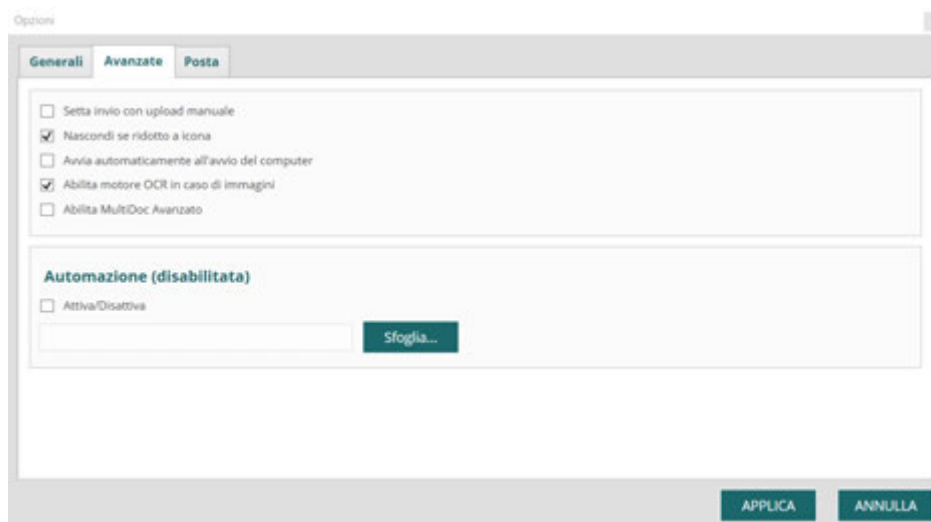 Opzioni
Generali Avanzate Posta
Setta invio con upload manuale
Nascondi se ridotto a icona
Avvia automaticamente all'avvio del computer
Abilita motore OCR in caso di immagini
Abilita MultiDoc Avanzato
Automazione (disabilitata)
Attiva/Disattiva
Sfoglia...
APPLICA ANNULLA